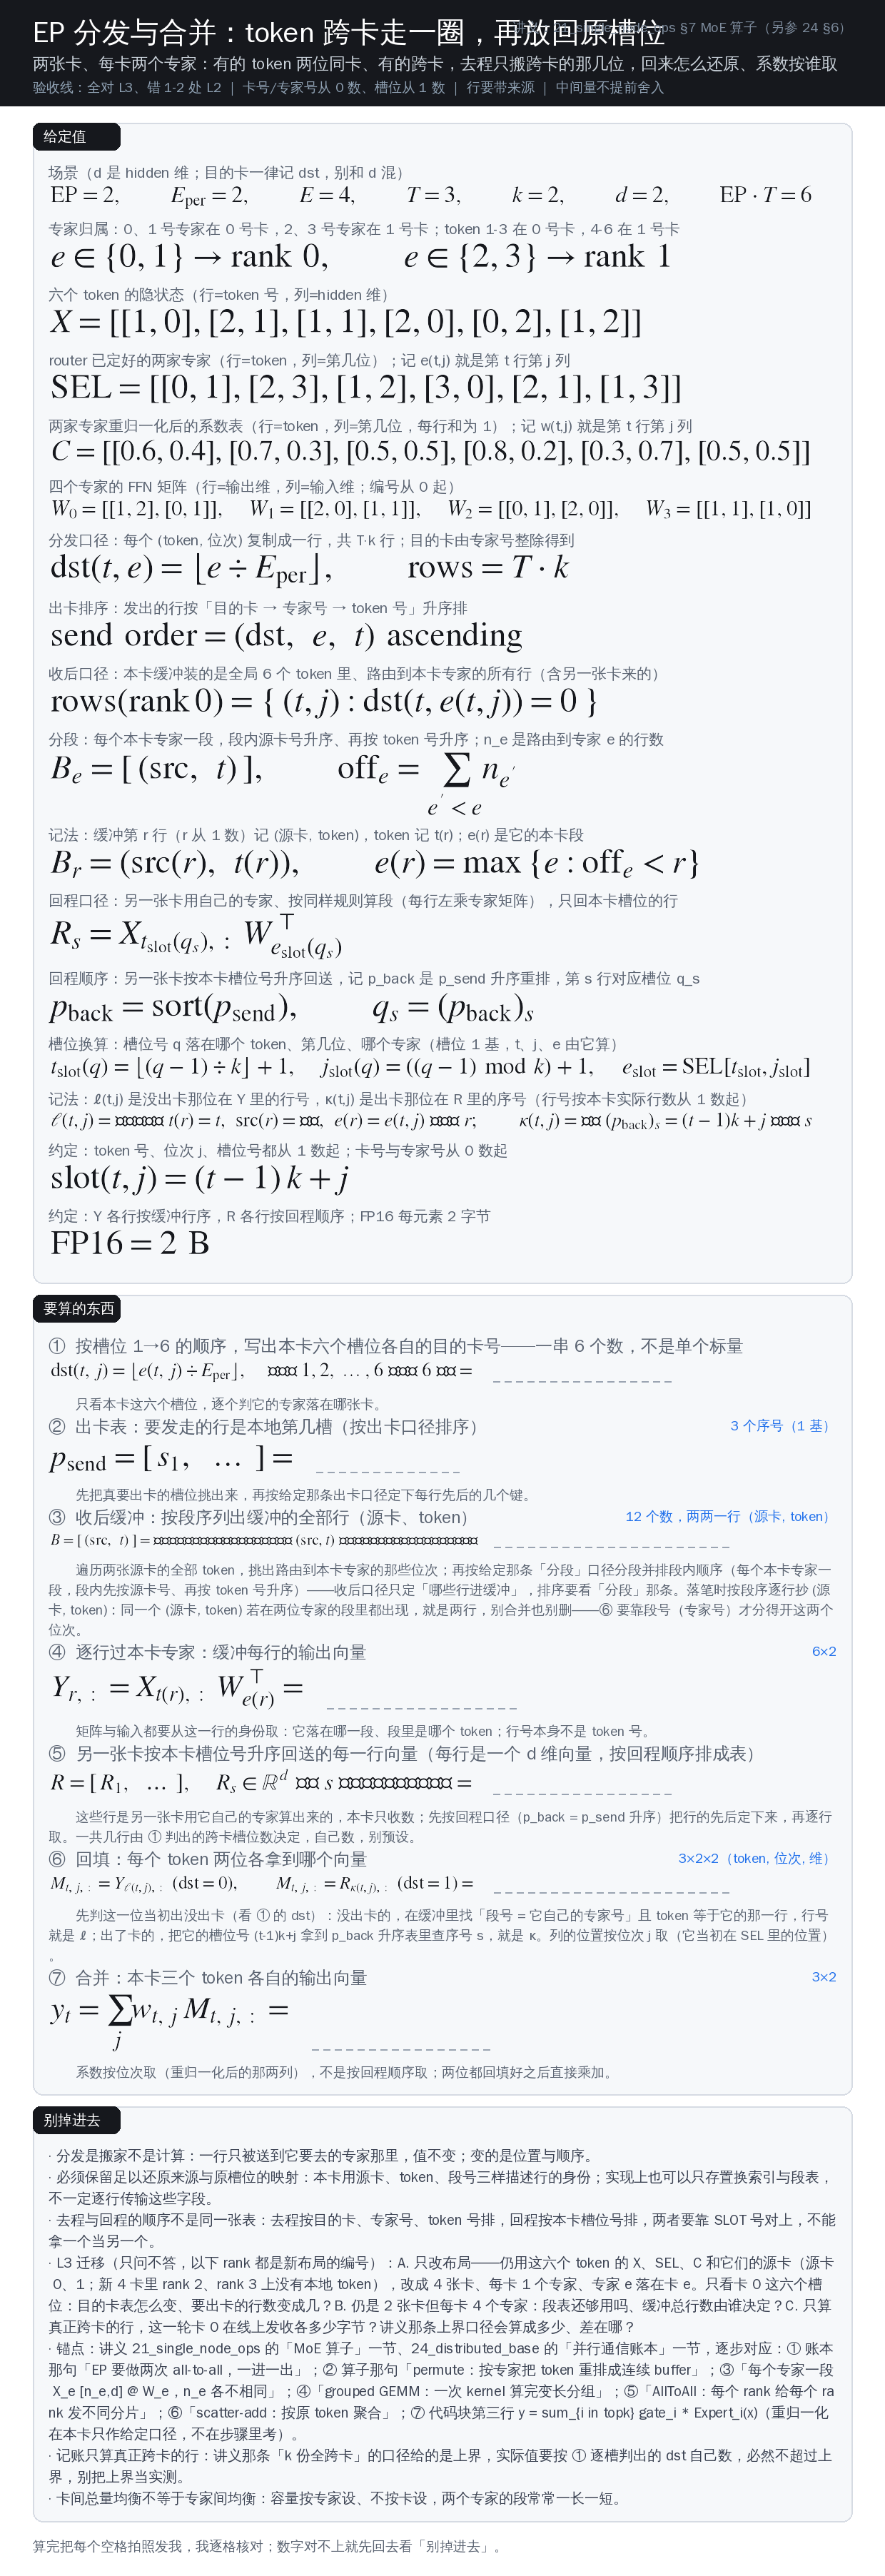 EP 分发与合并：token 跨卡走一圈，再放回原槽位
§7 MoE 算子（另参 24 §6）
两张卡、每卡两个专家：有的 token 两位同卡、有的跨卡，去程只搬跨卡的那几位，回来怎么还原、系数按谁取
验收线：全对 L3、错 1-2 处 L2 ｜ 卡号/专家号从 0 数、槽位从 1 数 ｜ 行要带来源 ｜ 中间量不提前舍入
给定值
场景（d 是 hidden 维；目的卡一律记 dst，别和 d 混）
EP = 2, E_per = 2, E = 4, T = 3, k = 2, d = 2, EP · T = 6
专家归属：0、1 号专家在 0 号卡，2、3 号专家在 1 号卡；token 1-3 在 0 号卡，4-6 在 1 号卡
e ∈ {0, 1} → rank 0, e ∈ {2, 3} → rank 1
六个 token 的隐状态（行=token 号，列=hidden 维）
X = [[1, 0], [2, 1], [1, 1], [2, 0], [0, 2], [1, 2]]
router 已定好的两家专家（行=token，列=第几位）；记 e(t,j) 就是第 t 行第 j 列
SEL = [[0, 1], [2, 3], [1, 2], [3, 0], [2, 1], [1, 3]]
两家专家重归一化后的系数表（行=token，列=第几位，每行和为 1）；记 w(t,j) 就是第 t 行第 j 列
C = [[0.6, 0.4], [0.7, 0.3], [0.5, 0.5], [0.8, 0.2], [0.3, 0.7], [0.5, 0.5]]
四个专家的 FFN 矩阵（行=输出维，列=输入维；编号从 0 起）
W_0 = [[1, 2], [0, 1]], W_1 = [[2, 0], [1, 1]], W_2 = [[0, 1], [2, 0]], W_3 = [[1, 1], [1, 0]]
分发口径：每个 (token, 位次) 复制成一行，共 T·k 行；目的卡由专家号整除得到
dst(t, e) = ⌊e ÷ E_per⌋, rows = T · k
出卡排序：发出的行按「目的卡 → 专家号 → token 号」升序排
send order = (dst, e, t) ascending
收后口径：本卡缓冲装的是全局 6 个 token 里、路由到本卡专家的所有行（含另一张卡来的）
rows(rank 0) = { (t, j) : dst(t, e(t, j)) = 0 }
分段：每个本卡专家一段，段内源卡号升序、再按 token 号升序；n_e 是路由到专家 e 的行数
B_e = [ (src, t) ], off_e = ∑_{e′ < e} n_{e′}
记法：缓冲第 r 行（r 从 1 数）记 (源卡, token)，token 记 t(r)；e(r) 是它的本卡段
B_r = (src(r), t(r)), e(r) = max {e : off_e < r}
回程口径：另一张卡用自己的专家、按同样规则算段（每行左乘专家矩阵），只回本卡槽位的行
R_s = X_{t_slot(q_s), :} W_{e_slot(q_s)}^⊤
回程顺序：另一张卡按本卡槽位号升序回送，记 p_back 是 p_send 升序重排，第 s 行对应槽位 q_s
p_back = sort(p_send), q_s = (p_back)_s
槽位换算：槽位号 q 落在哪个 token、第几位、哪个专家（槽位 1 基，t、j、e 由它算）
t_slot(q) = ⌊(q − 1) ÷ k⌋ + 1, j_slot(q) = ((q − 1) mod k) + 1, e_slot = SEL[t_slot, j_slot]
记法：ℓ(t,j) 是没出卡那位在 Y 里的行号，κ(t,j) 是出卡那位在 R 里的序号（行号按本卡实际行数从 1 数起）
ℓ(t, j) = □□□□□ t(r) = t, src(r) = □□, e(r) = e(t, j) □□□ r; κ(t, j) = □□ (p_back)_s = (t − 1)k + j □□□ s
约定：token 号、位次 j、槽位号都从 1 数起；卡号与专家号从 0 数起
slot(t, j) = (t − 1) k + j
约定：Y 各行按缓冲行序，R 各行按回程顺序；FP16 每元素 2 字节
FP16 = 2 B
要算的东西
① 按槽位 1→6 的顺序，写出本卡六个槽位各自的目的卡号——一串 6 个数，不是单个标量
dst(t, j) = ⌊e(t, j) ÷ E_per⌋, □□□ 1, 2, … , 6 □□□ 6 □□ =
只看本卡这六个槽位，逐个判它的专家落在哪张卡。
② 出卡表：要发走的行是本地第几槽（按出卡口径排序） 3 个序号（1 基）
p_send = [ s_1, … ] =
先把真要出卡的槽位挑出来，再按给定那条出卡口径定下每行先后的几个键。
③ 收后缓冲：按段序列出缓冲的全部行（源卡、token） 12 个数，两两一行（源卡, token）
B = [ (src, t) ] = □□□□□□□□□□□□□□□□□□ (src, t) □□□□□□□□□□□□□□□□□□
遍历两张源卡的全部 token，挑出路由到本卡专家的那些位次；再按给定那条「分段」口径分段并排段内顺序（每个本卡专家一
段，段内先按源卡号、再按 token 号升序）——收后口径只定「哪些行进缓冲」，排序要看「分段」那条。落笔时按段序逐行抄 (源
卡, token)：同一个 (源卡, token) 若在两位专家的段里都出现，就是两行，别合并也别删——⑥ 要靠段号（专家号）才分得开这两个
位次。
④ 逐行过本卡专家：缓冲每行的输出向量 6×2
Y_{r, :} = X_{t(r), :} W_{e(r)}^⊤ =
矩阵与输入都要从这一行的身份取：它落在哪一段、段里是哪个 token；行号本身不是 token 号。
⑤ 另一张卡按本卡槽位号升序回送的每一行向量（每行是一个 d 维向量，按回程顺序排成表）
R = [ R_1, … ], R_s ∈ ℝ^d □□ s □□□□□□□□□□ =
这些行是另一张卡用它自己的专家算出来的，本卡只收数；先按回程口径（p_back = p_send 升序）把行的先后定下来，再逐行
取。一共几行由 ① 判出的跨卡槽位数决定，自己数，别预设。
⑥ 回填：每个 token 两位各拿到哪个向量 3×2×2（token, 位次, 维）
M_{t, j, :} = Y_{ℓ(t, j), :} (dst = 0), M_{t, j, :} = R_{κ(t, j), :} (dst = 1) =
先判这一位当初出没出卡（看 ① 的 dst）：没出卡的，在缓冲里找「段号 = 它自己的专家号」且 token 等于它的那一行，行号
就是 ℓ；出了卡的，把它的槽位号 (t-1)k+j 拿到 p_back 升序表里查序号 s，就是 κ。列的位置按位次 j 取（它当初在 SEL 里的位置）
。
⑦ 合并：本卡三个 token 各自的输出向量 3×2
y_t = ∑_j w_{t, j} M_{t, j, :} =
系数按位次取（重归一化后的那两列），不是按回程顺序取；两位都回填好之后直接乘加。
别掉进去
· 分发是搬家不是计算：一行只被送到它要去的专家那里，值不变；变的是位置与顺序。
· 必须保留足以还原来源与原槽位的映射：本卡用源卡、token、段号三样描述行的身份；实现上也可以只存置换索引与段表，
不一定逐行传输这些字段。
· 去程与回程的顺序不是同一张表：去程按目的卡、专家号、token 号排，回程按本卡槽位号排，两者要靠 SLOT 号对上，不能
拿一个当另一个。
· L3 迁移（只问不答，以下 rank 都是新布局的编号）：A. 只改布局——仍用这六个 token 的 X、SEL、C 和它们的源卡（源卡
0、1；新 4 卡里 rank 2、rank 3 上没有本地 token），改成 4 张卡、每卡 1 个专家、专家 e 落在卡 e。只看卡 0 这六个槽
位：目的卡表怎么变、要出卡的行数变成几？B. 仍是 2 张卡但每卡 4 个专家：段表还够用吗、缓冲总行数由谁决定？C. 只算
真正跨卡的行，这一轮卡 0 在线上发收各多少字节？讲义那条上界口径会算成多少、差在哪？
· 锚点：讲义 21_single_node_ops 的「MoE 算子」一节、24_distributed_base 的「并行通信账本」一节，逐步对应：① 账本
那句「EP 要做两次 all-to-all，一进一出」；② 算子那句「permute：按专家把 token 重排成连续 buffer」；③「每个专家一段
X_e [n_e,d] @ W_e，n_e 各不相同」；④「grouped GEMM：一次 kernel 算完变长分组」；⑤「AllToAll：每个 rank 给每个 ra
nk 发不同分片」；⑥「scatter-add：按原 token 聚合」；⑦ 代码块第三行 y = sum_{i in topk} gate_i * Expert_i(x)（重归一化
在本卡只作给定口径，不在步骤里考）。
· 记账只算真正跨卡的行：讲义那条「k 份全跨卡」的口径给的是上界，实际值要按 ① 逐槽判出的 dst 自己数，必然不超过上
界，别把上界当实测。
· 卡间总量均衡不等于专家间均衡：容量按专家设、不按卡设，两个专家的段常常一长一短。
算完把每个空格拍照发我，我逐格核对；数字对不上就先回去看「别掉进去」。